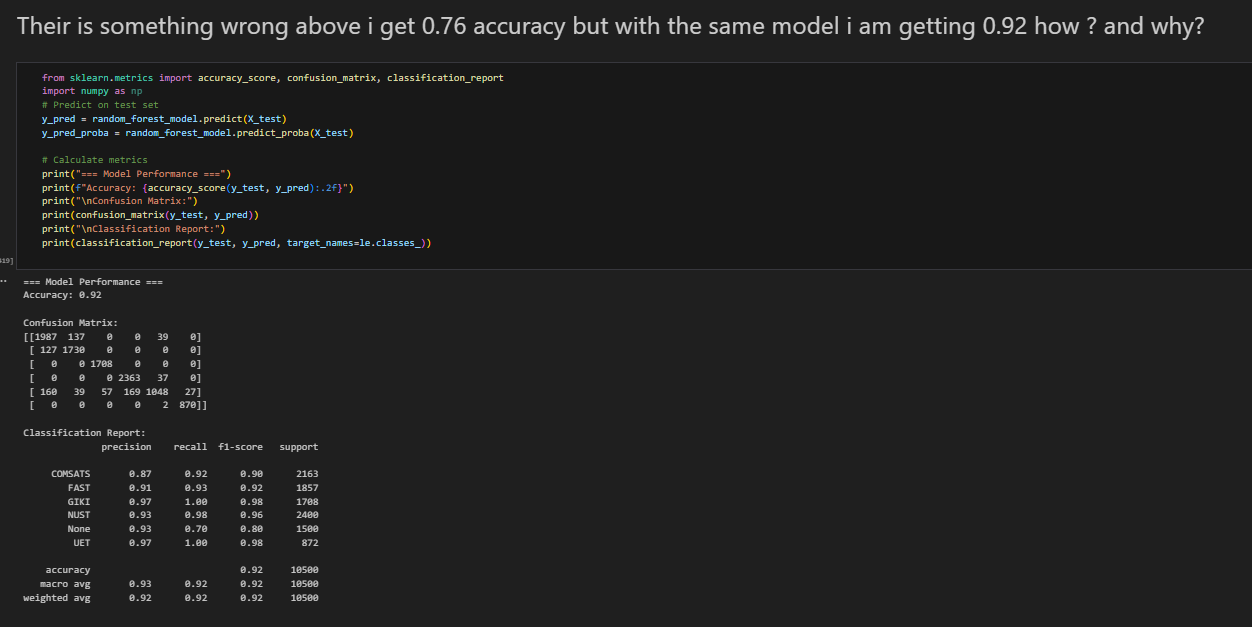 Their is something wrong above i get 0.76 accuracy but with the same model i am getting 0.92 how ? and why?
from sklearn.metrics import accuracy_score, confusion_matrix, classification_report
import numpy as np
# Predict on test set
y_pred = random_forest_model.predict(X_test)
y_pred_proba = random_forest_model.predict_proba(X_test)
# Calculate metrics
print("=== Model Performance ===")
print(f"Accuracy: {accuracy_score(y_test, y_pred):.2f}")
print("\nConfusion Matrix:")
print(confusion_matrix(y_test, y_pred))
print("\nClassification Report:")
print(classification_report(y_test, y_pred, target_names=le.classes_))
=== Model Performance ===
Accuracy: 0.92
Confusion Matrix:
[[1987 137 0 0 39 0]
[ 127 1730 0 0 0 0]
[ 0 0 1708 0 0 0]
[ 0 0 0 2363 37 0]
[ 160 39 57 169 1048 27]
[ 0 0 0 0 2 870]]
Classification Report:
precision recall f1-score support
COMSATS 0.87 0.92 0.90 2163
FAST 0.91 0.93 0.92 1857
GIKI 0.97 1.00 0.98 1708
NUST 0.93 0.98 0.96 2400
None 0.93 0.70 0.80 1500
UET 0.97 1.00 0.98 872
accuracy 0.92 10500
macro avg 0.93 0.92 0.92 10500
weighted avg 0.92 0.92 0.92 10500